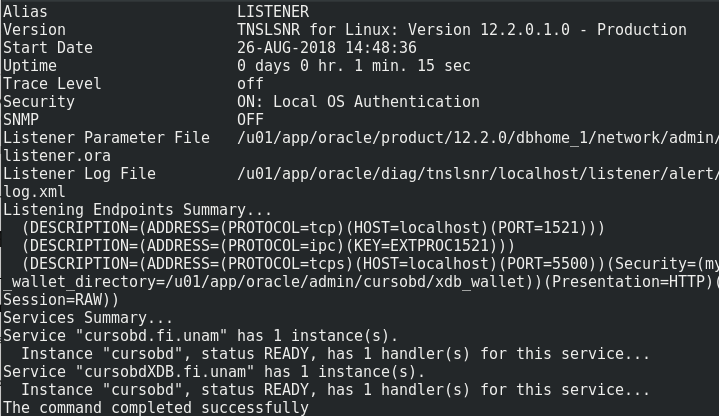 Alias                     LISTENER
Version                   TNSLSNR for Linux: Version 12.2.0.1.0 - Production
Start Date                26-AUG-2018 14:48:36
Uptime                    0 days 0 hr. 1 min. 15 sec
Trace Level               off
Security                  ON: Local OS Authentication
SNMP                      OFF
Listener Parameter File   /u01/app/oracle/product/12.2.0/dbhome_1/network/admin/
listener.ora
Listener Log File         /u01/app/oracle/diag/tnslsnr/localhost/listener/alert/
log.xml
Listening Endpoints Summary...
  (DESCRIPTION=(ADDRESS=(PROTOCOL=tcp)(HOST=localhost)(PORT=1521)))
  (DESCRIPTION=(ADDRESS=(PROTOCOL=ipc)(KEY=EXTPROC1521)))
  (DESCRIPTION=(ADDRESS=(PROTOCOL=tcps)(HOST=localhost)(PORT=5500))(Security=(my
_wallet_directory=/u01/app/oracle/admin/cursobd/xdb_wallet))(Presentation=HTTP)(
Session=RAW))
Services Summary...
Service "cursobd.fi.unam" has 1 instance(s).
  Instance "cursobd", status READY, has 1 handler(s) for this service...
Service "cursobdXDB.fi.unam" has 1 instance(s).
  Instance "cursobd", status READY, has 1 handler(s) for this service...
The command completed successfully